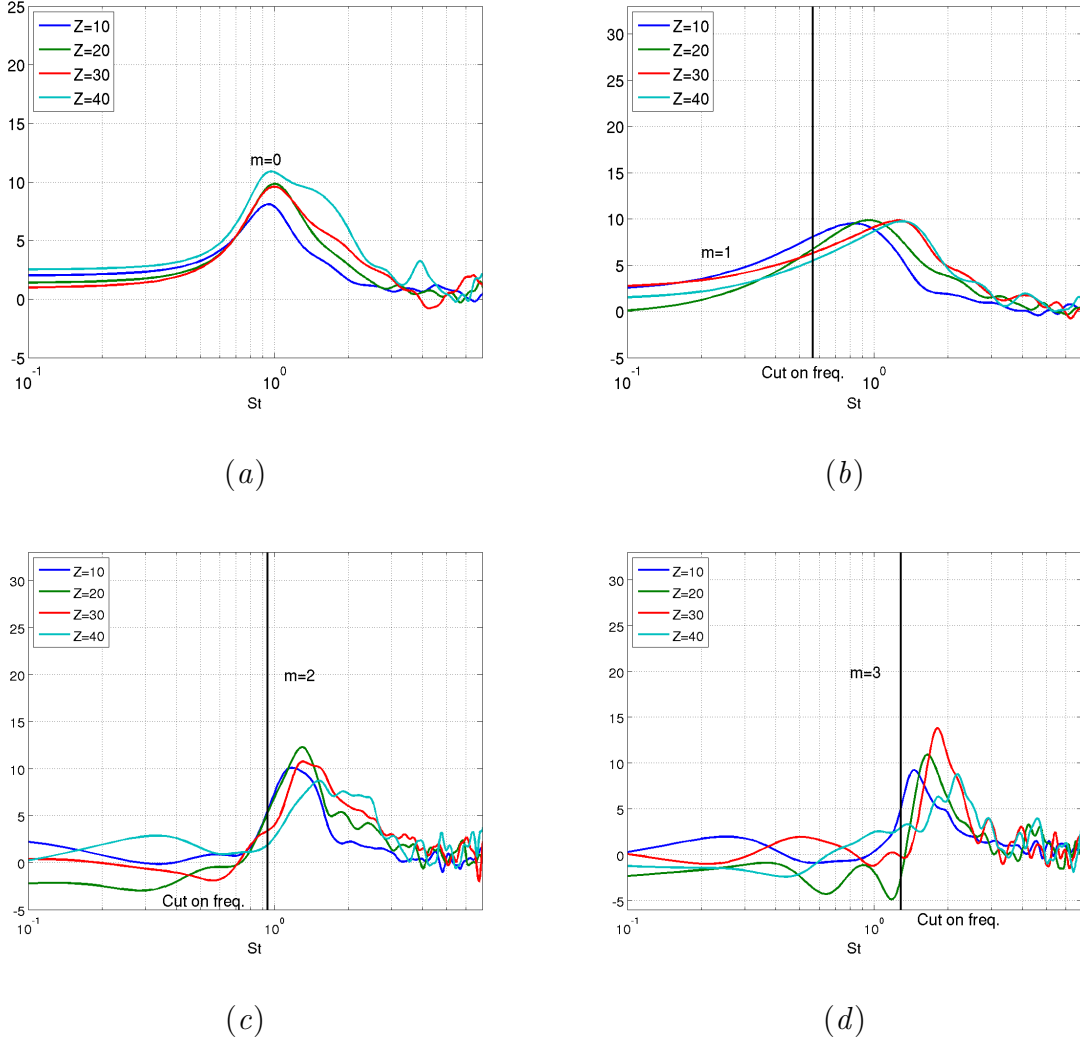 25
20
15
10
5
0
-5
Z=10
Z=20
Z=30
Z=40
m=0
10^-1
10^0
St
(a)
30
25
20
15
10
5
0
-5
Z=10
Z=20
Z=30
Z=40
m=1
Cut on freq.
10^-1
10^0
St
(b)
30
25
20
15
10
5
0
-5
Z=10
Z=20
Z=30
Z=40
m=2
Cut on freq.
10^-1
10^0
St
(c)
30
25
20
15
10
5
0
-5
Z=10
Z=20
Z=30
Z=40
m=3
Cut on freq.
10^-1
10^0
St
(d)